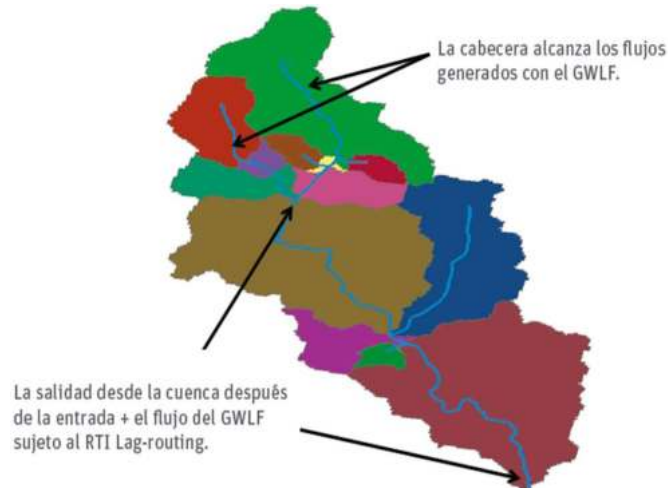 La cabecera alcanza los flujos
generados con el GWLF.
La salidad desde la cuenca después
de la entrada + el flujo del GWLF
sujeto al RTI Lag-routing.